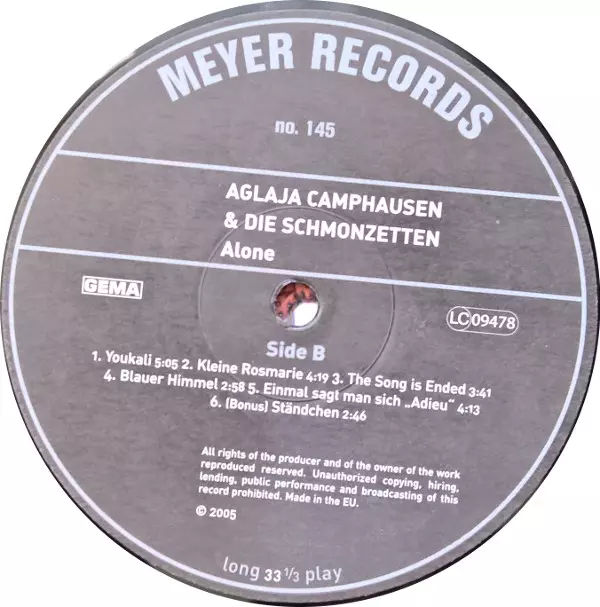 MEYER RECORDS
no. 145
AGLAJA CAMPHAUSEN
& DIE SCHMONZETTEN
Alone
GEMA
LC 09478
Side B
1. Youkali 5:05 2. Kleine Rosmarie 4:19 3. The Song is Ended 3:41
4. Blauer Himmel 2:58 5. Einmal sagt man sich „Adieu“ 4:13
6. (Bonus) Ständchen 2:46
All rights of the producer and of the owner of the work
reproduced reserved. Unauthorized copying, hiring,
lending, public performance and broadcasting of this
record prohibited. Made in the EU.
© 2005
long 33 1/3 play